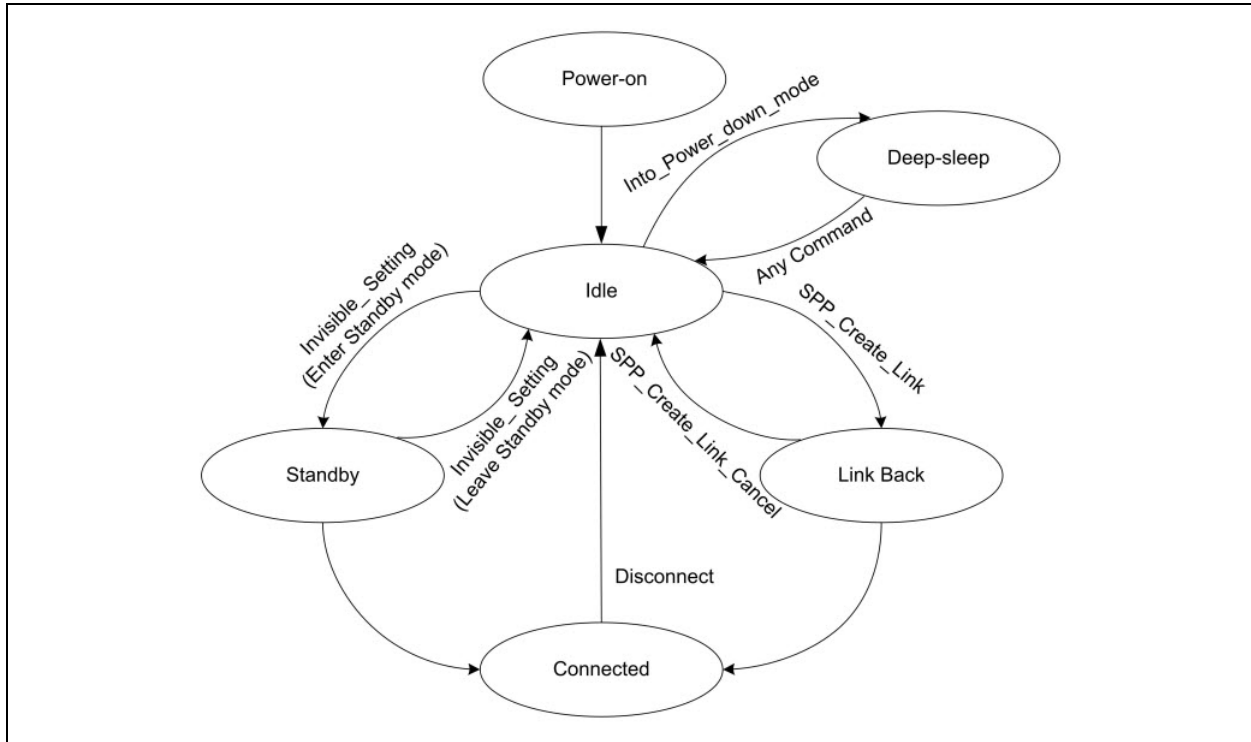 Power-on
Into_Power_down_mode
Deep-sleep
Any Command
Idle
Invisible_Setting
(Enter Standby mode)
Invisible_Setting
(Leave Standby mode)
SPP_Create_Link_Cancel
SPP_Create_Link
Standby
Link Back
Disconnect
Connected